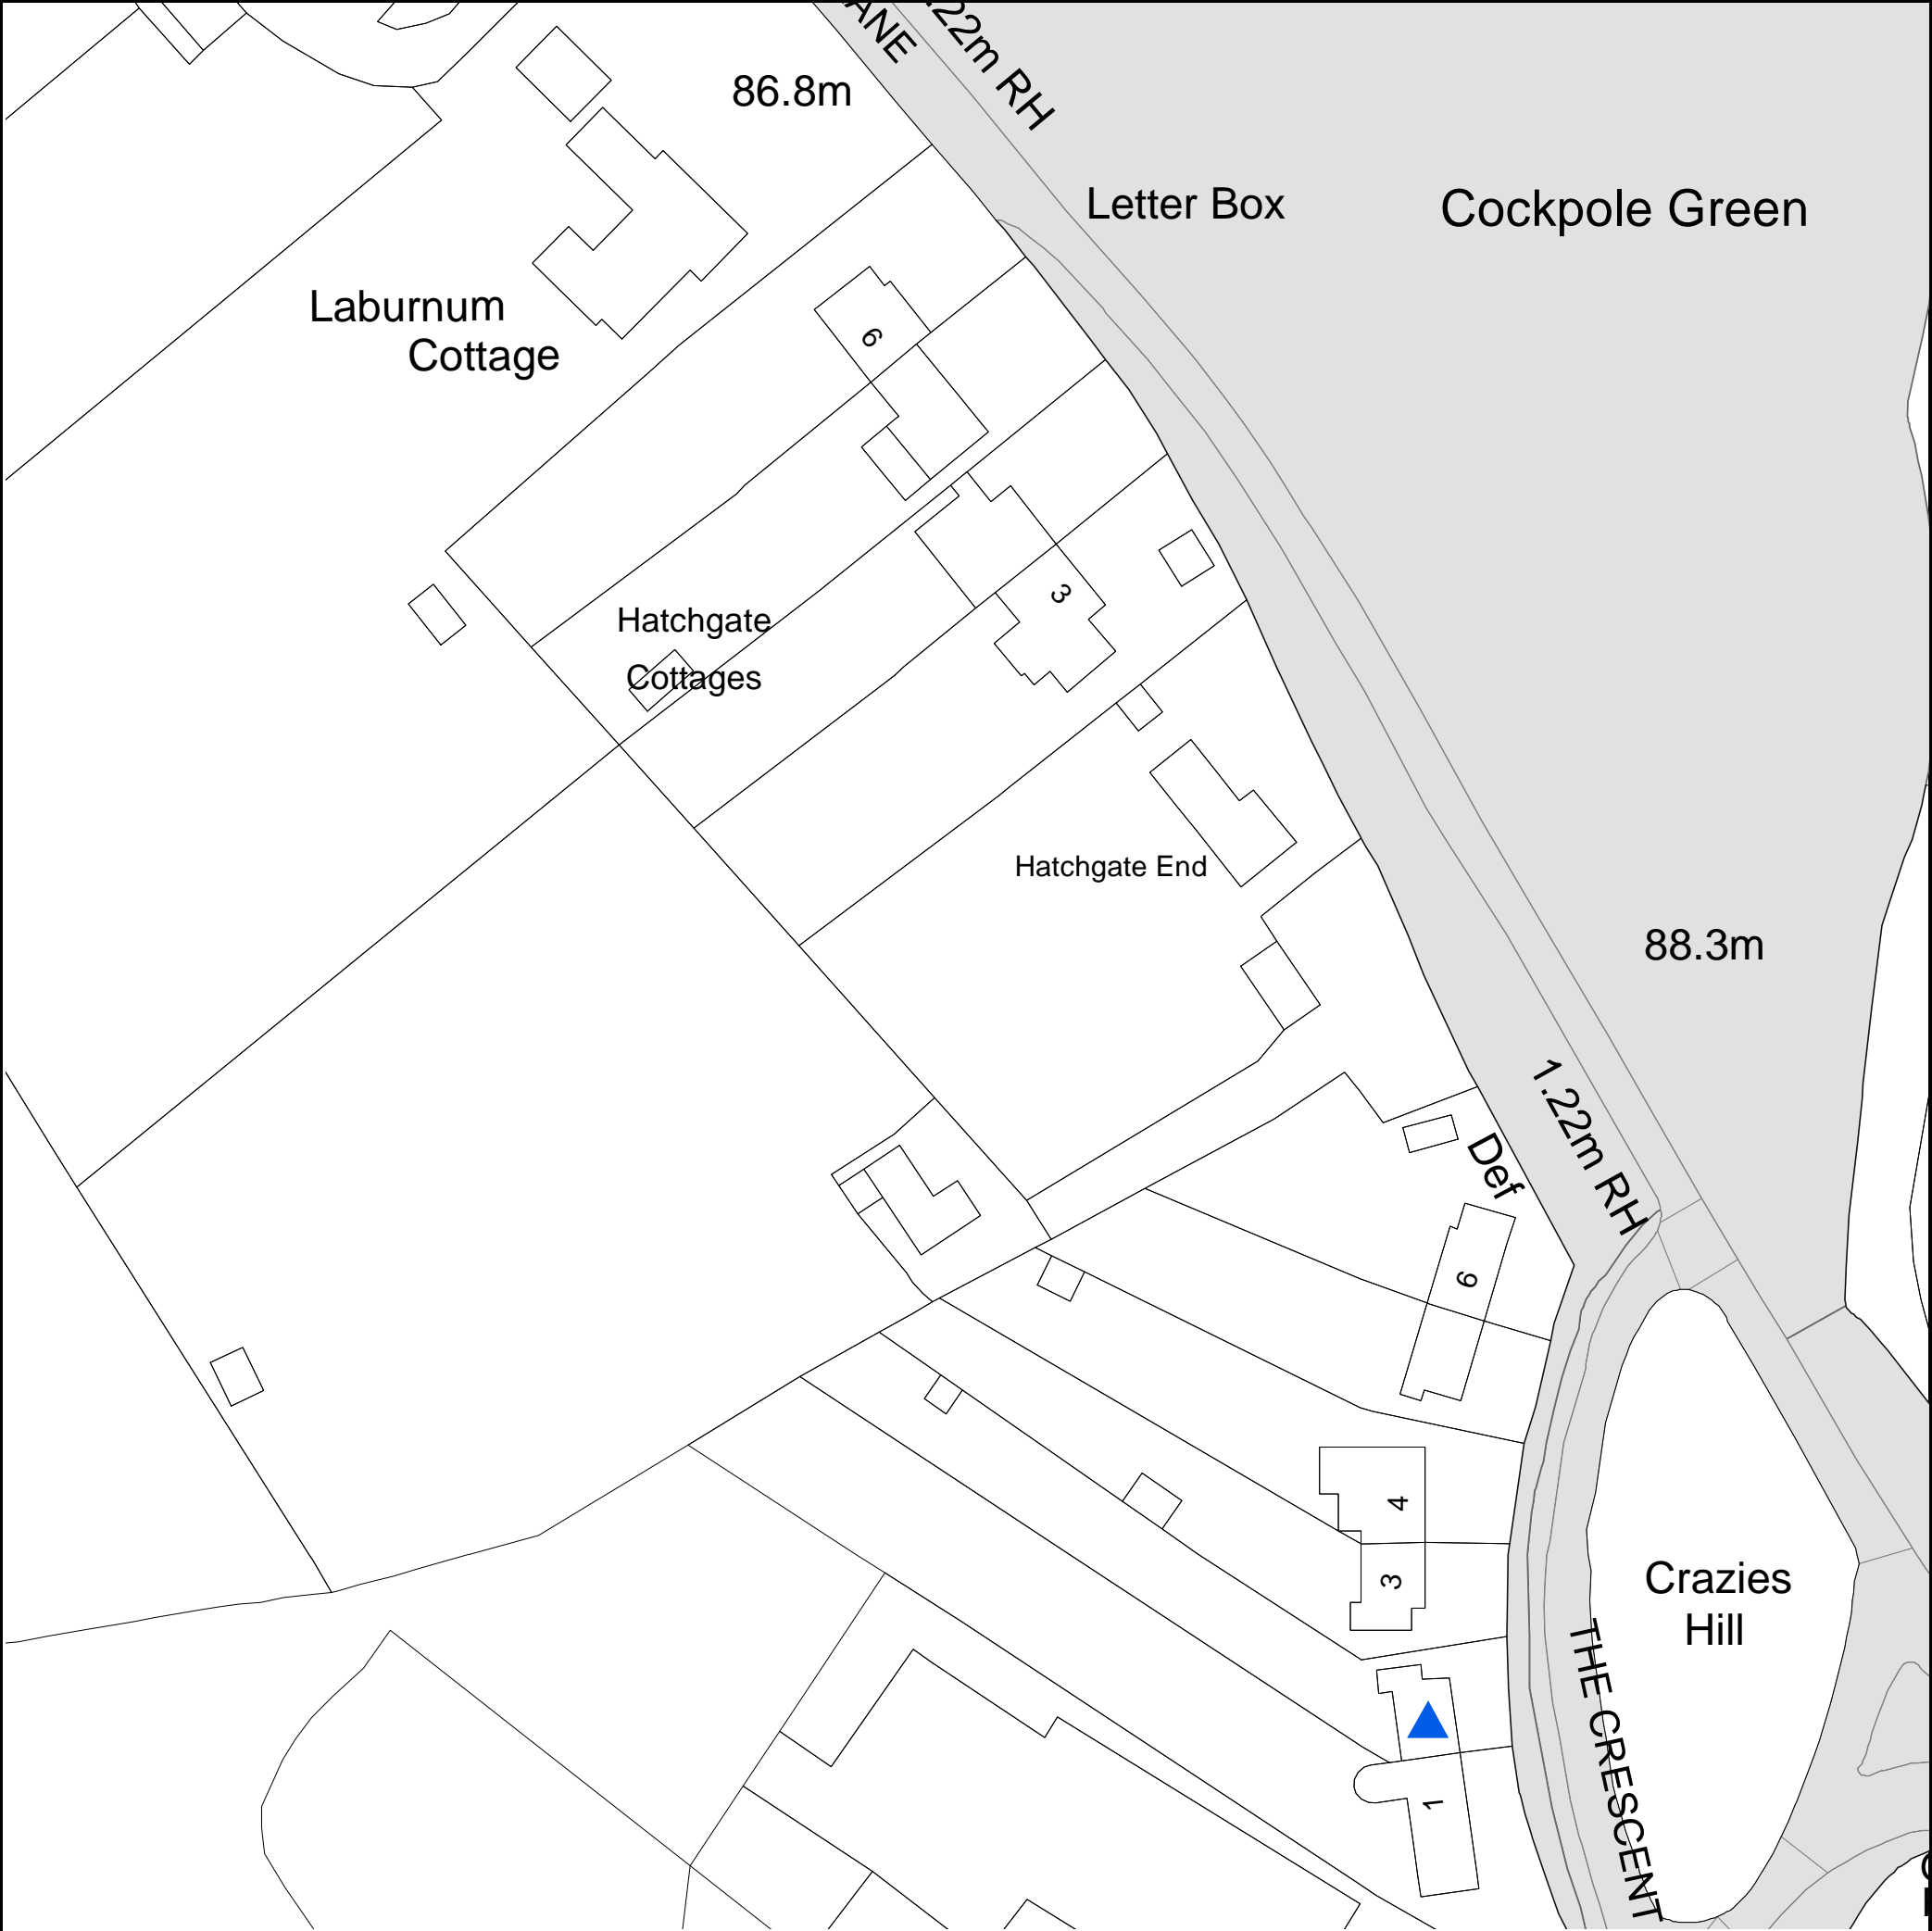 ANE
.22m RH
86.8m
Letter Box
Cockpole Green
Laburnum
Cottage
6
3
Hatchgate
Cottages
Hatchgate End
88.3m
1.22m RH
Def
6
4
3
Crazies
Hill
THE CRESCENT
1